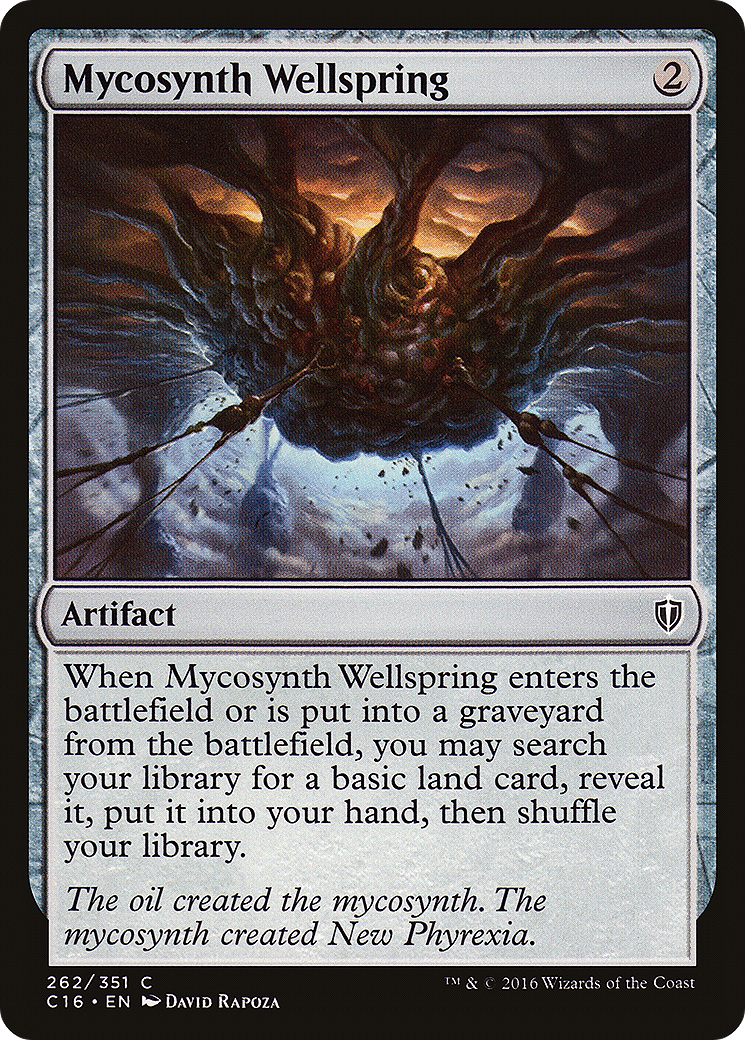 Mycosynth Wellspring
2
Artifact
When Mycosynth Wellspring enters the
battlefield or is put into a graveyard
from the battlefield, you may search
your library for a basic land card, reveal
it, put it into your hand, then shuffle
your library.
The oil created the mycosynth. The
mycosynth created New Phyrexia.
262/351 C
™ & © 2016 Wizards of the Coast
C16 • EN David Rapoza